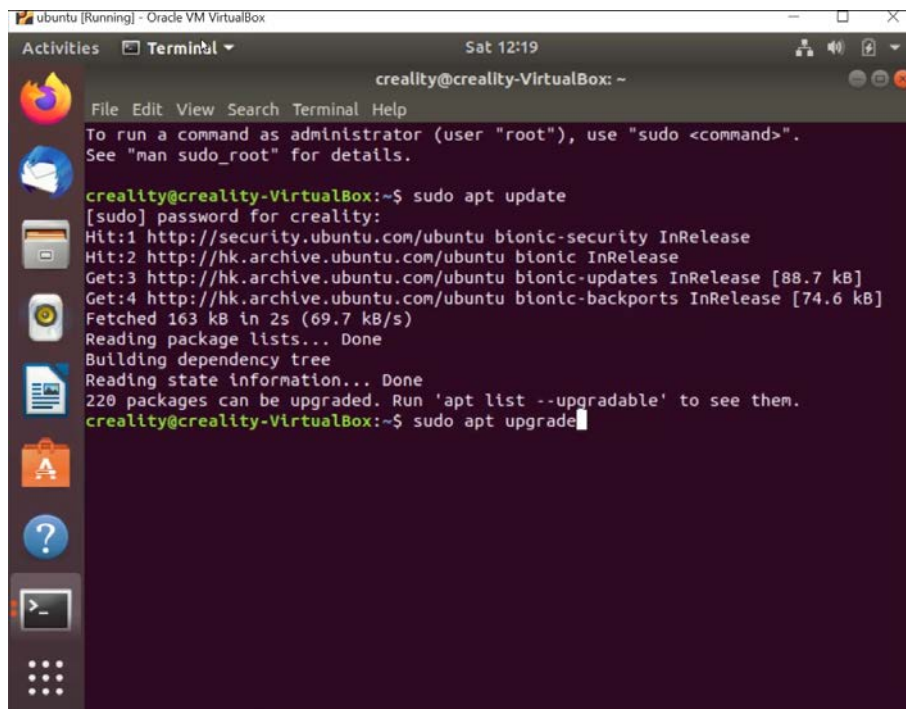 ubuntu [Running] - Oracle VM VirtualBox
Activities Terminal Sat 12:19
creality@creality-VirtualBox: ~
File Edit View Search Terminal Help
To run a command as administrator (user "root"), use "sudo <command>".
See "man sudo_root" for details.
creality@creality-VirtualBox:~$ sudo apt update
[sudo] password for creality:
Hit:1 http://security.ubuntu.com/ubuntu bionic-security InRelease
Hit:2 http://hk.archive.ubuntu.com/ubuntu bionic InRelease
Get:3 http://hk.archive.ubuntu.com/ubuntu bionic-updates InRelease [88.7 kB]
Get:4 http://hk.archive.ubuntu.com/ubuntu bionic-backports InRelease [74.6 kB]
Fetched 163 kB in 2s (69.7 kB/s)
Reading package lists... Done
Building dependency tree
Reading state information... Done
220 packages can be upgraded. Run 'apt list --upgradable' to see them.
creality@creality-VirtualBox:~$ sudo apt upgrade